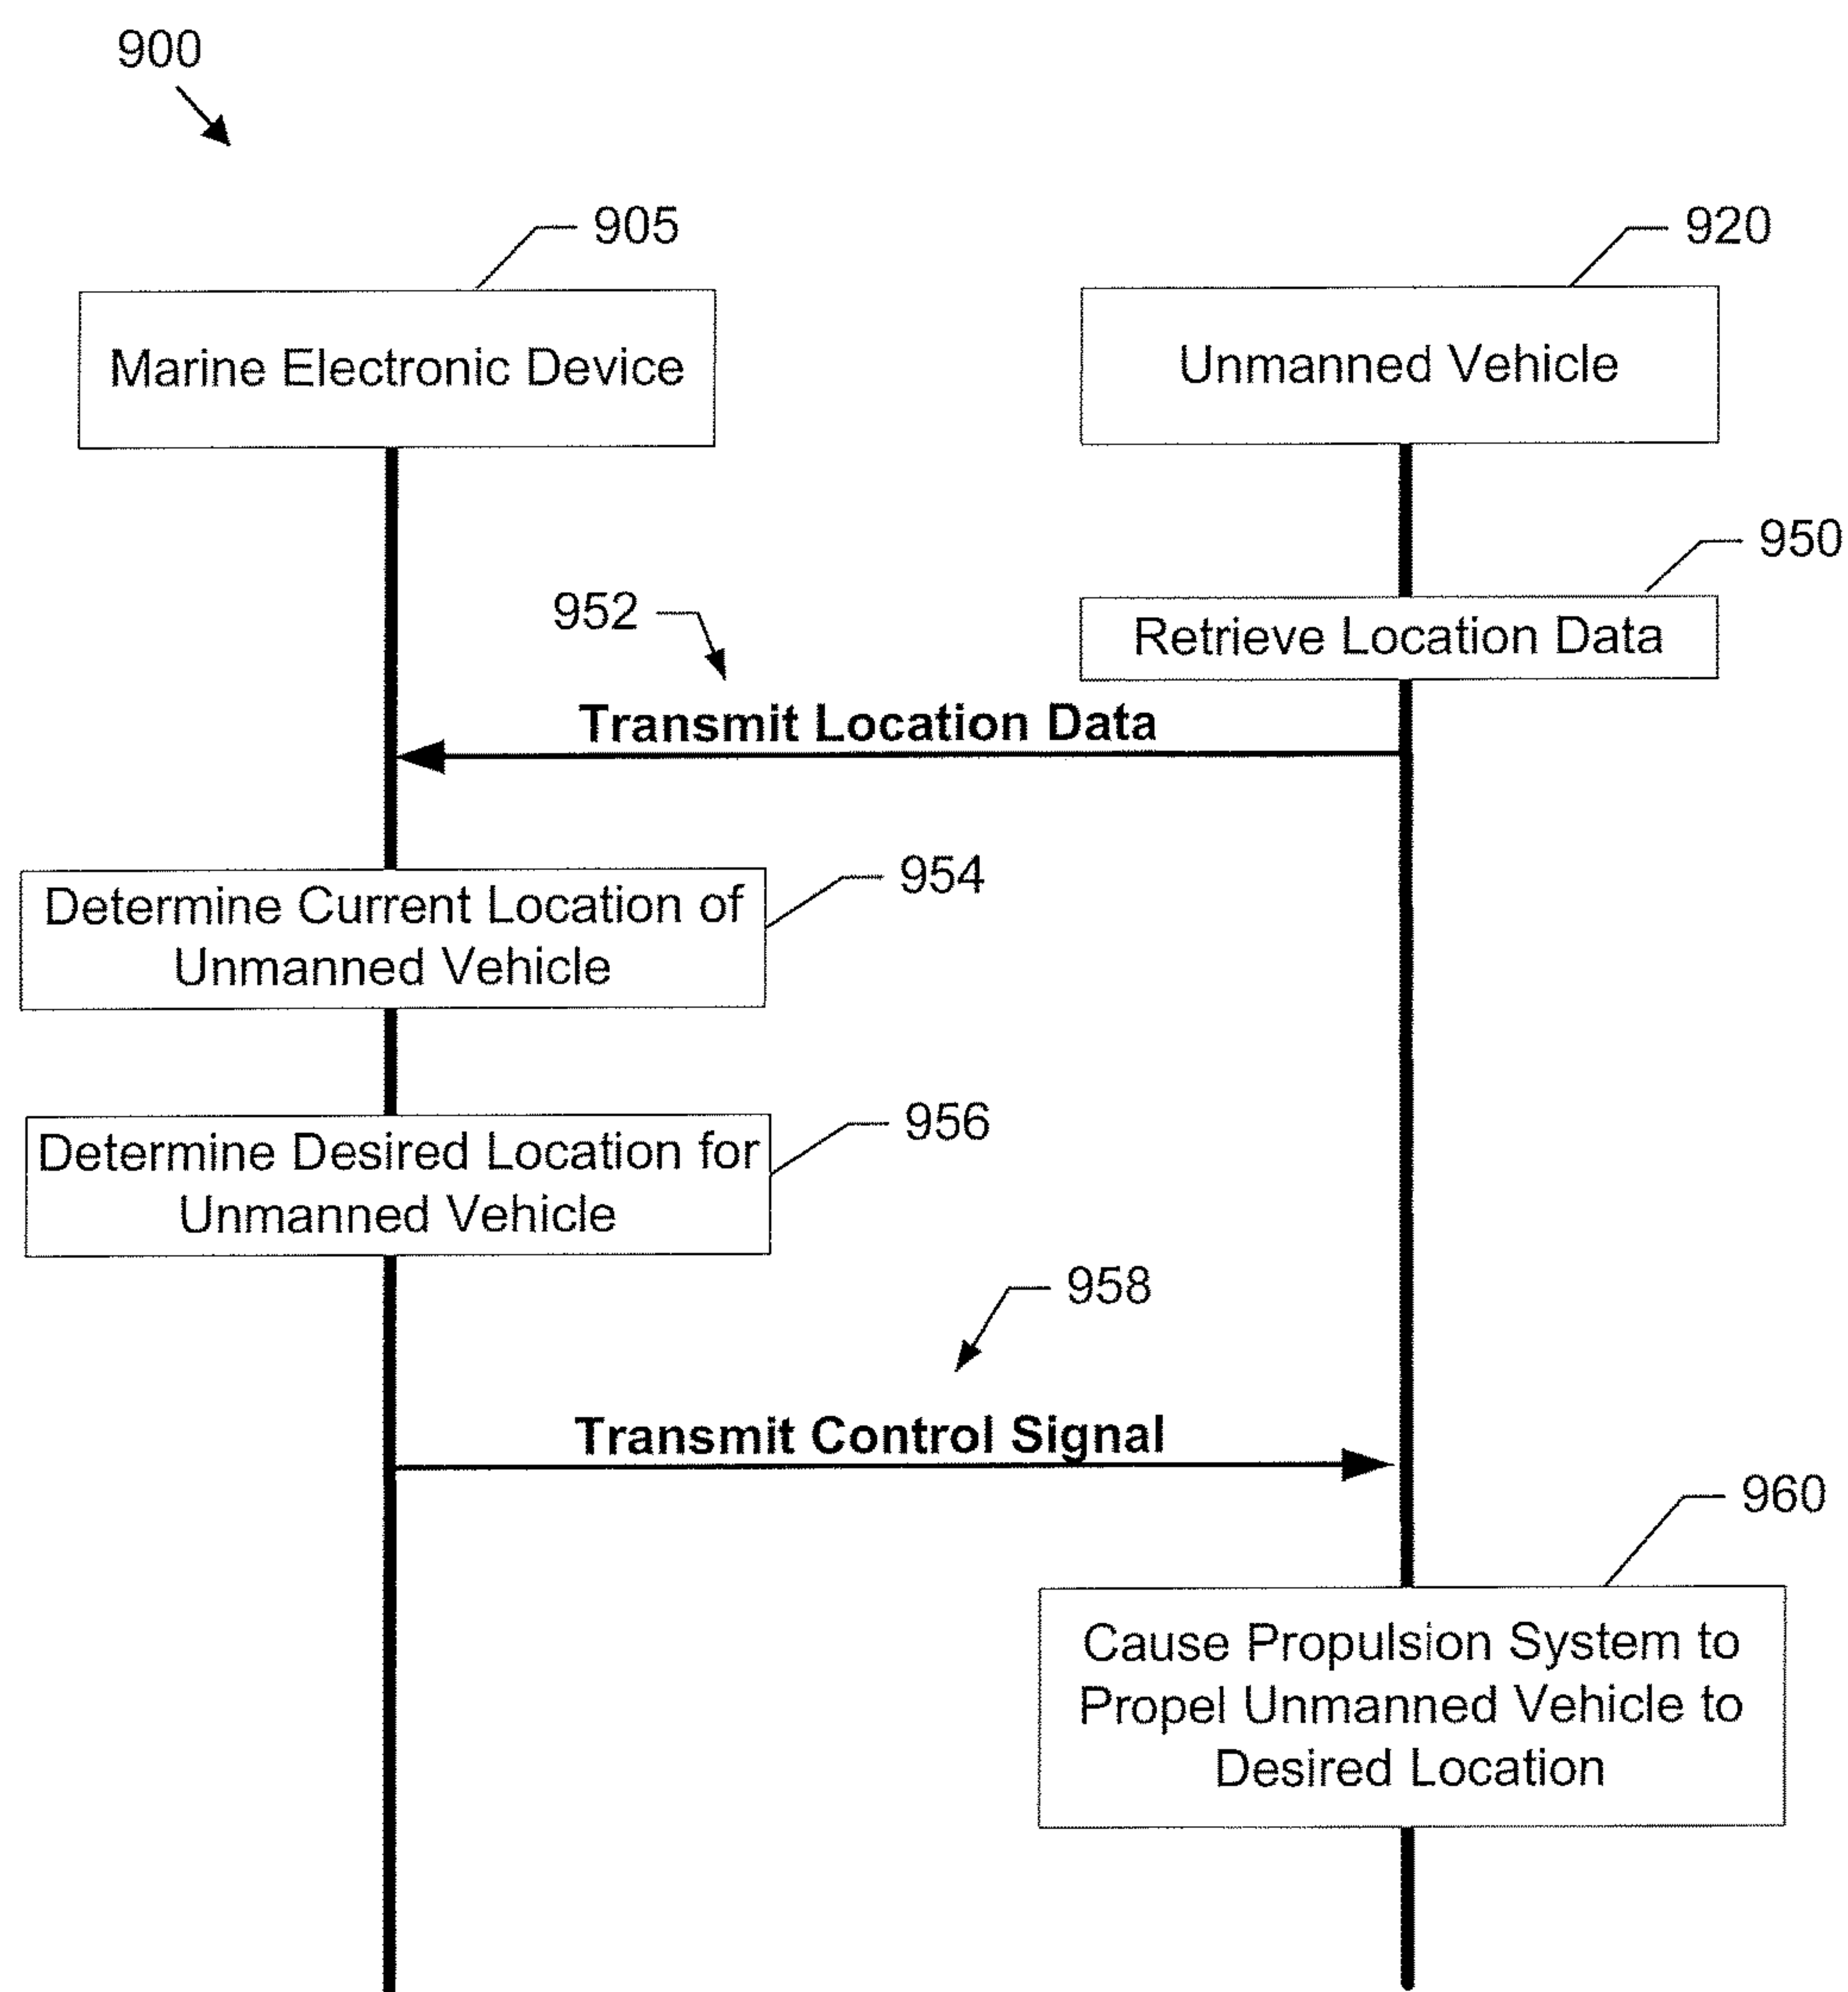 900
905
920
Marine Electronic Device
Unmanned Vehicle
950
952
Retrieve Location Data
Transmit Location Data
954
Determine Current Location of
Unmanned Vehicle
956
Determine Desired Location for
Unmanned Vehicle
958
Transmit Control Signal
960
Cause Propulsion System to
Propel Unmanned Vehicle to
Desired Location